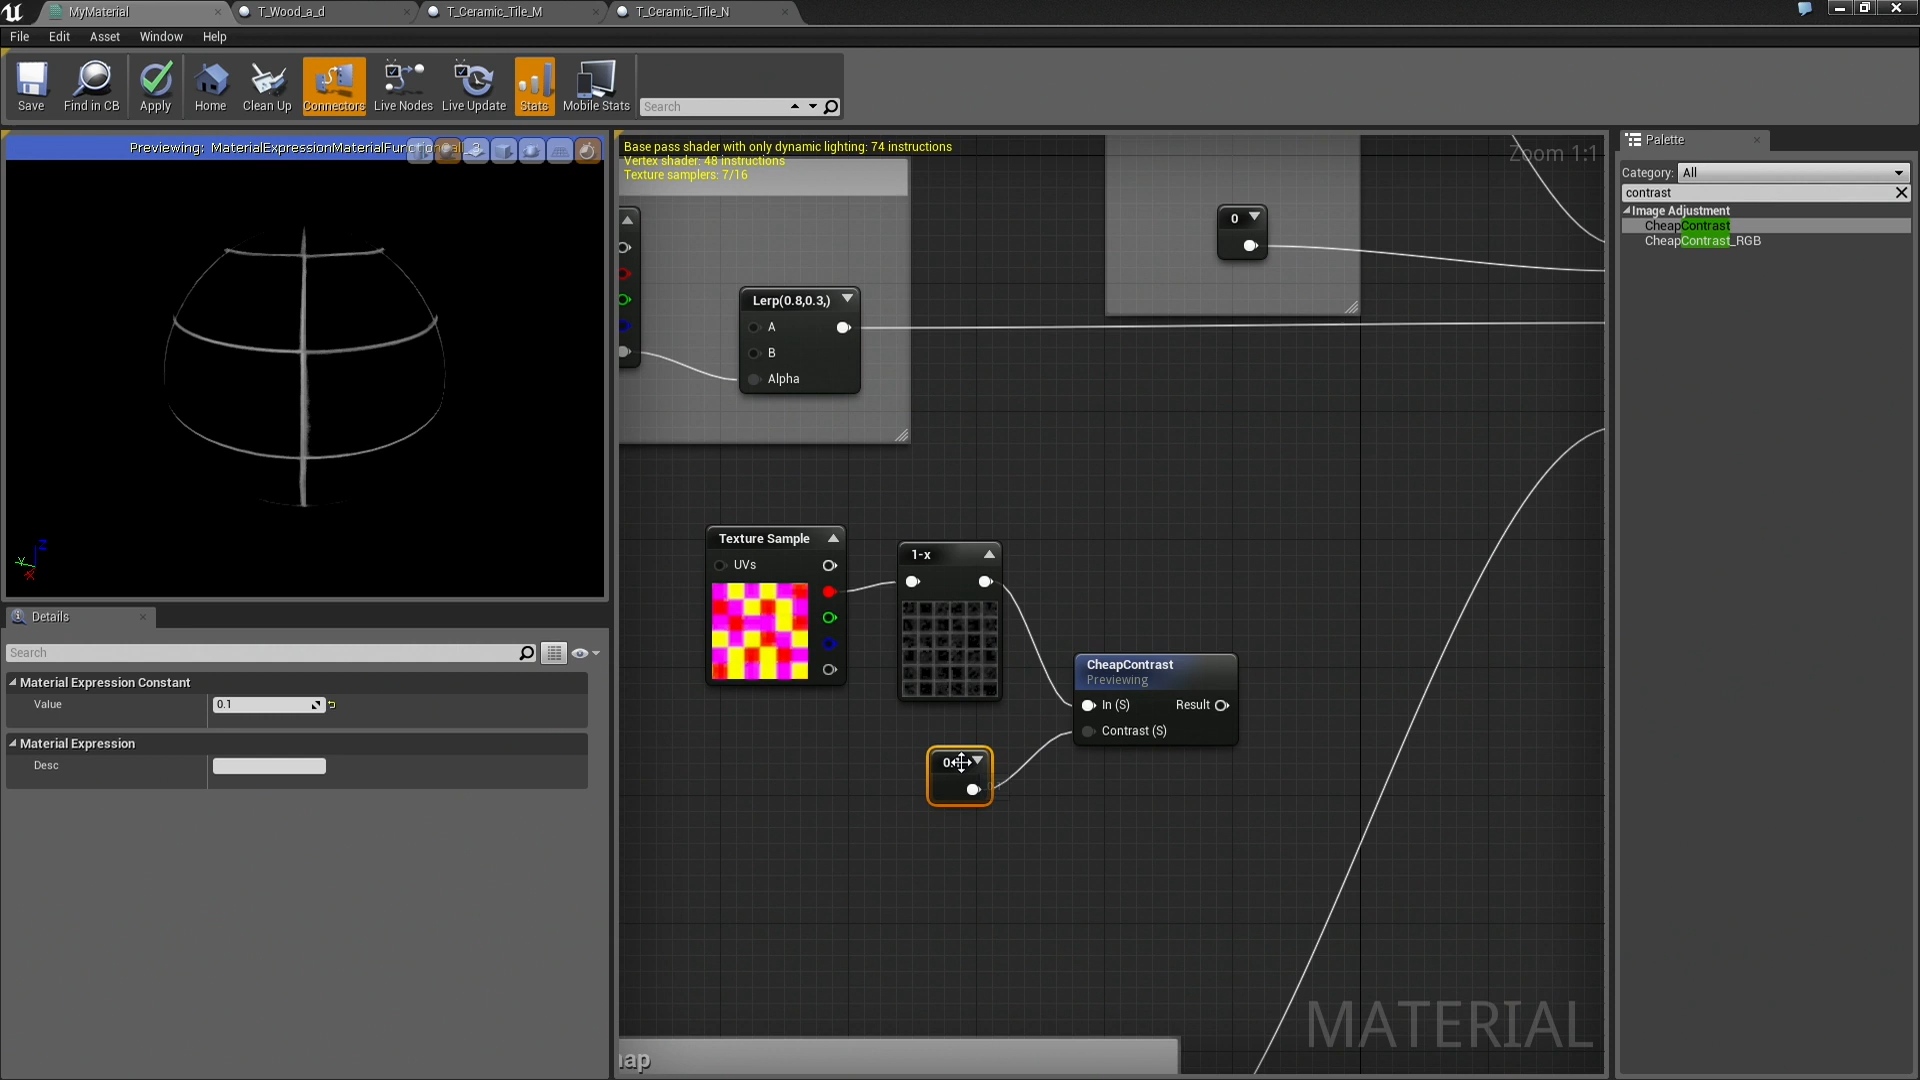 MyMaterial
T_Wood_a_d
T_Ceramic_Tile_M
T_Ceramic_Tile_N
File Edit Asset Window Help
Save
Find in CB
Apply
Home
Clean Up
Connectors
Live Nodes
Live Update
Stats
Mobile Stats
Search
Previewing: MaterialExpressionMaterialFunction
Base pass shader with only dynamic lighting: 74 instructions
Vertex shader: 48 instructions
Texture samplers: 7/16
Zoom 1:1
0
Lerp(0.8,0.3,)
A
B
Alpha
Texture Sample
UVs
1-x
CheapContrast
Previewing
In (S)
Result
Contrast (S)
MATERIAL
Details
Search
Material Expression Constant
Value
0.1
Material Expression
Desc
Palette
Category: All
contrast
Image Adjustment
CheapContrast
CheapContrast_RGB